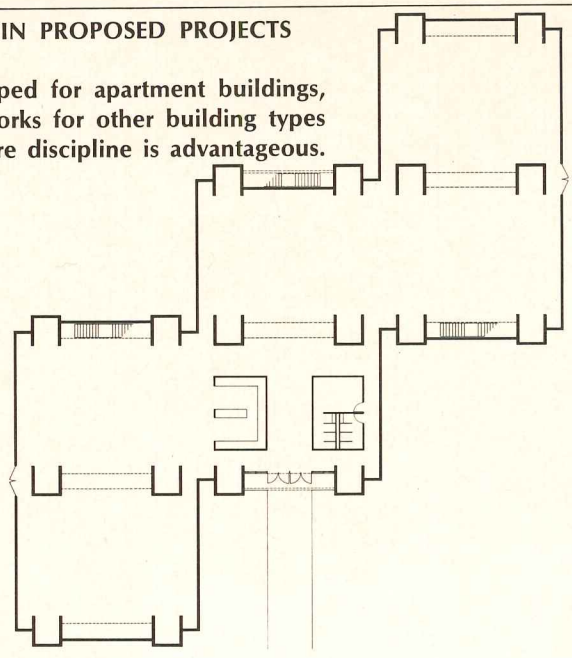 IN PROPOSED PROJECTS
ped for apartment buildings,
orks for other building types
re discipline is advantageous.